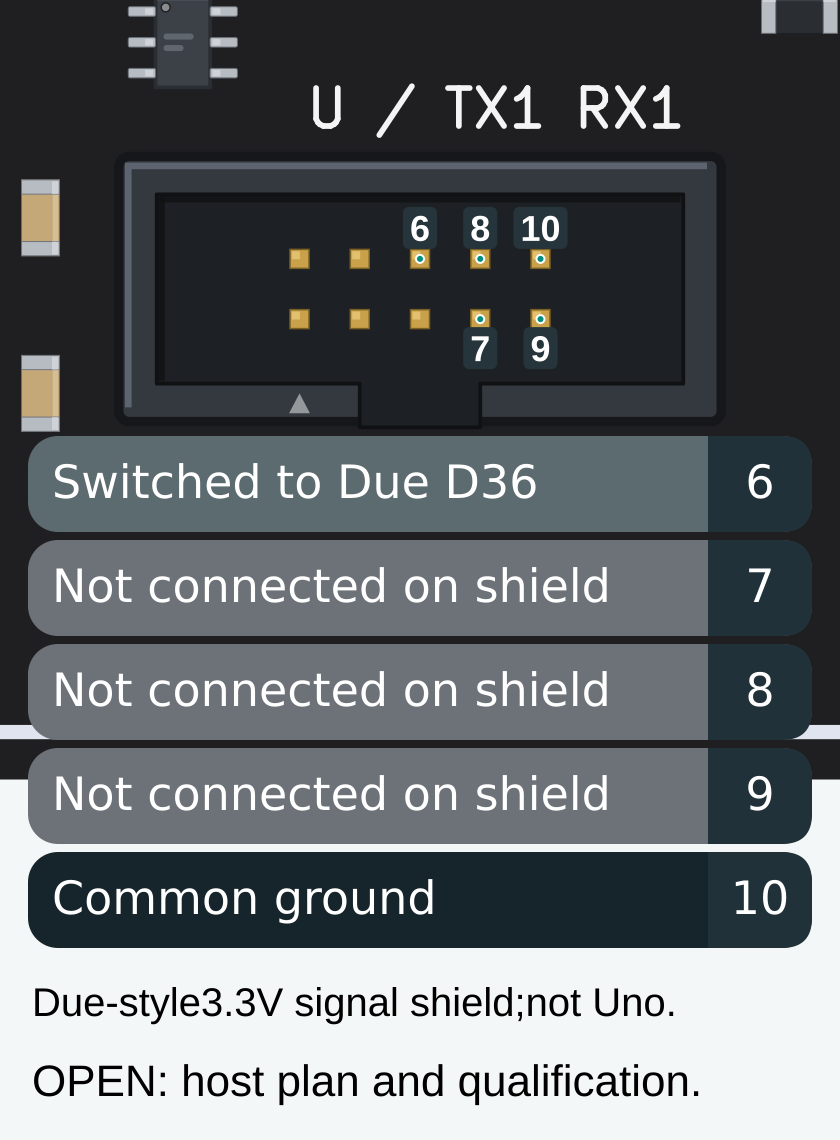 U / TX1 RX1
6 8 10
7 9
Switched to Due D36 6
Not connected on shield 7
Not connected on shield 8
Not connected on shield 9
Common ground 10
Due-style3.3V signal shield;not Uno.
OPEN: host plan and qualification.